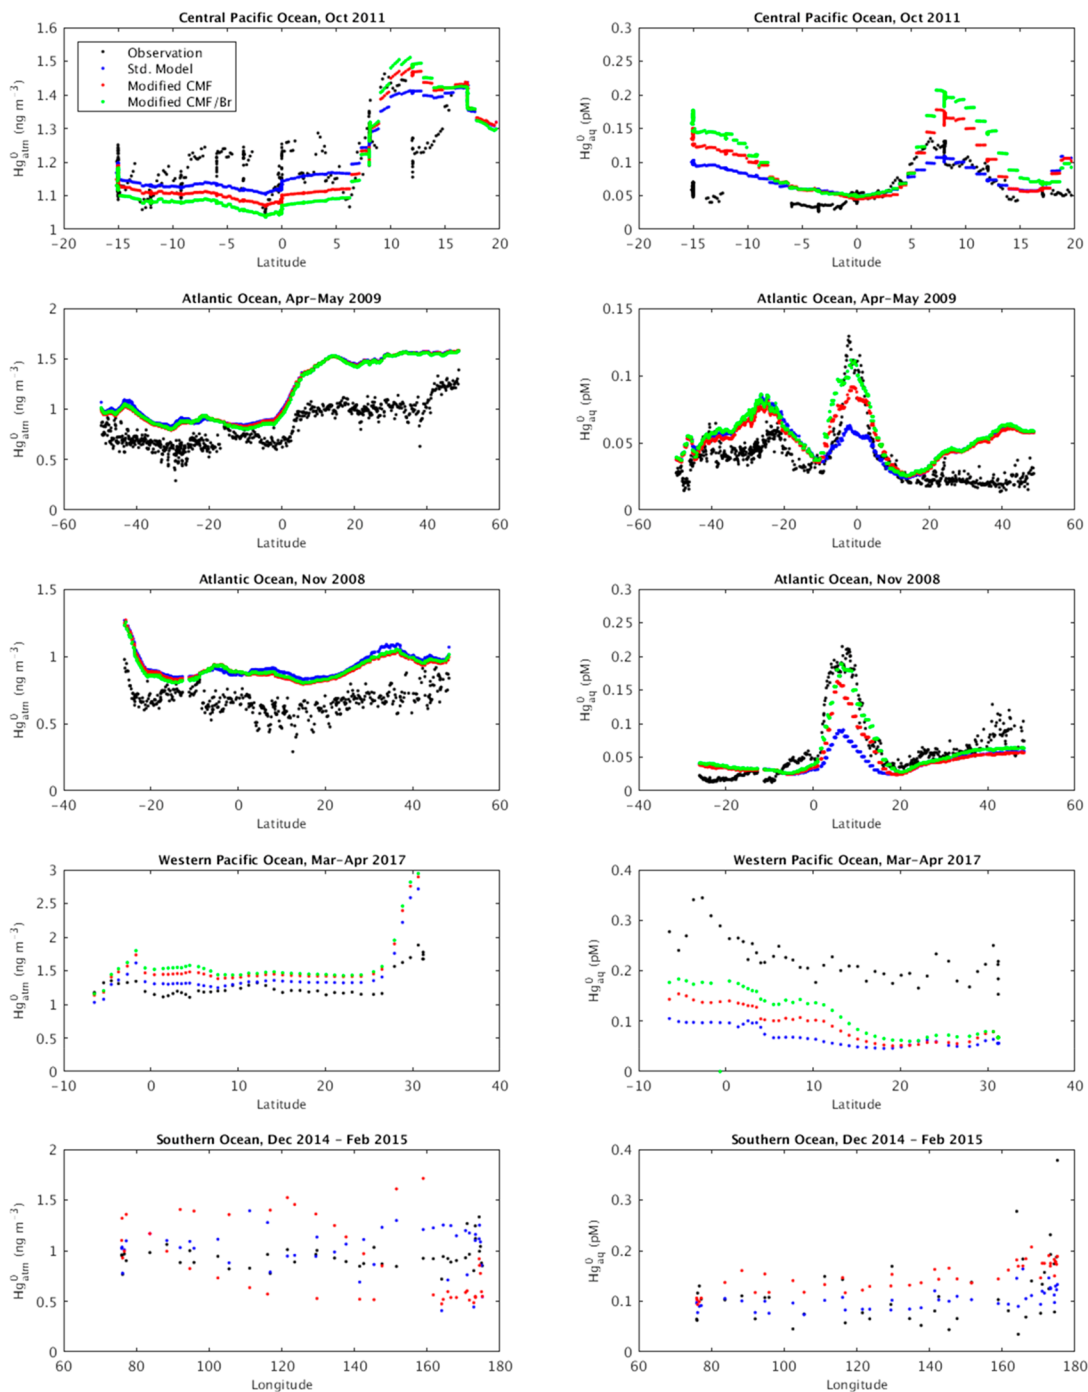 Central Pacific Ocean, Oct 2011
Hg⁰atm (ng m⁻³)
1.6
1.5
1.4
1.3
1.2
1.1
1
Observation
Std. Model
Modified CMF
Modified CMF/Br
−20 −15 −10 −5 0 5 10 15 20
Latitude
Central Pacific Ocean, Oct 2011
Hg⁰aq (pM)
0.3
0.25
0.2
0.15
0.1
0.05
0
−20 −15 −10 −5 0 5 10 15 20
Latitude
Atlantic Ocean, Apr–May 2009
Hg⁰atm (ng m⁻³)
2
1.5
1
0.5
0
−60 −40 −20 0 20 40 60
Latitude
Atlantic Ocean, Apr–May 2009
Hg⁰aq (pM)
0.15
0.1
0.05
0
−60 −40 −20 0 20 40 60
Latitude
Atlantic Ocean, Nov 2008
Hg⁰atm (ng m⁻³)
1.5
1
0.5
0
−40 −20 0 20 40 60
Latitude
Atlantic Ocean, Nov 2008
Hg⁰aq (pM)
0.3
0.25
0.2
0.15
0.1
0.05
0
−40 −20 0 20 40 60
Latitude
Western Pacific Ocean, Mar–Apr 2017
Hg⁰atm (ng m⁻³)
3
2.5
2
1.5
1
0.5
0
−10 0 10 20 30 40
Latitude
Western Pacific Ocean, Mar–Apr 2017
Hg⁰aq (pM)
0.4
0.3
0.2
0.1
0
−10 0 10 20 30 40
Latitude
Southern Ocean, Dec 2014 – Feb 2015
Hg⁰atm (ng m⁻³)
2
1.5
1
0.5
0
60 80 100 120 140 160 180
Longitude
Southern Ocean, Dec 2014 – Feb 2015
Hg⁰aq (pM)
0.4
0.3
0.2
0.1
0
60 80 100 120 140 160 180
Longitude